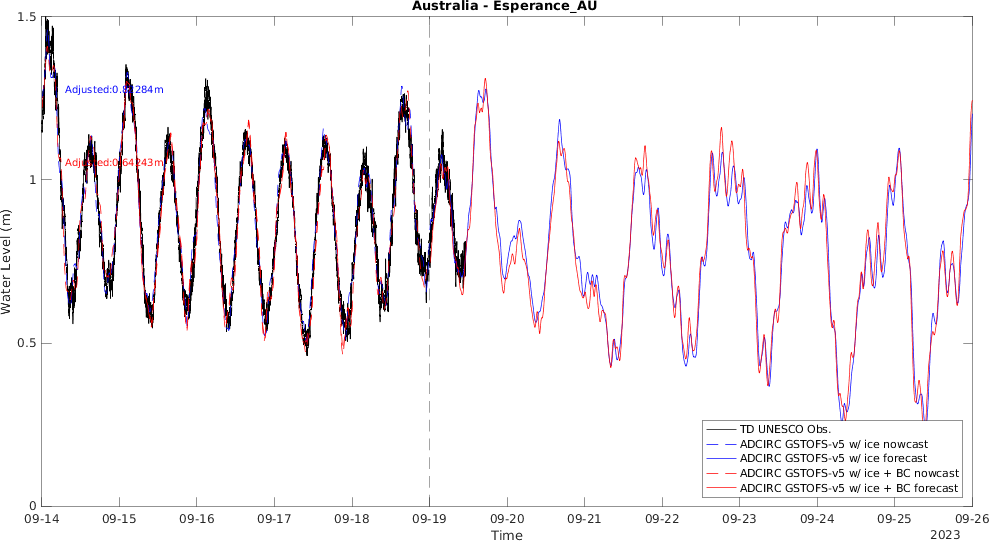 Australia - Esperance_AU
1.5
1
0.5
0
Water Level (m)
Adjusted:0.82284m
Adjusted:0.64243m
TD UNESCO Obs.
ADCIRC GSTOFS-v5 w/ ice nowcast
ADCIRC GSTOFS-v5 w/ ice forecast
ADCIRC GSTOFS-v5 w/ ice + BC nowcast
ADCIRC GSTOFS-v5 w/ ice + BC forecast
09-14 09-15 09-16 09-17 09-18 09-19 09-20 09-21 09-22 09-23 09-24 09-25 09-26
Time
2023